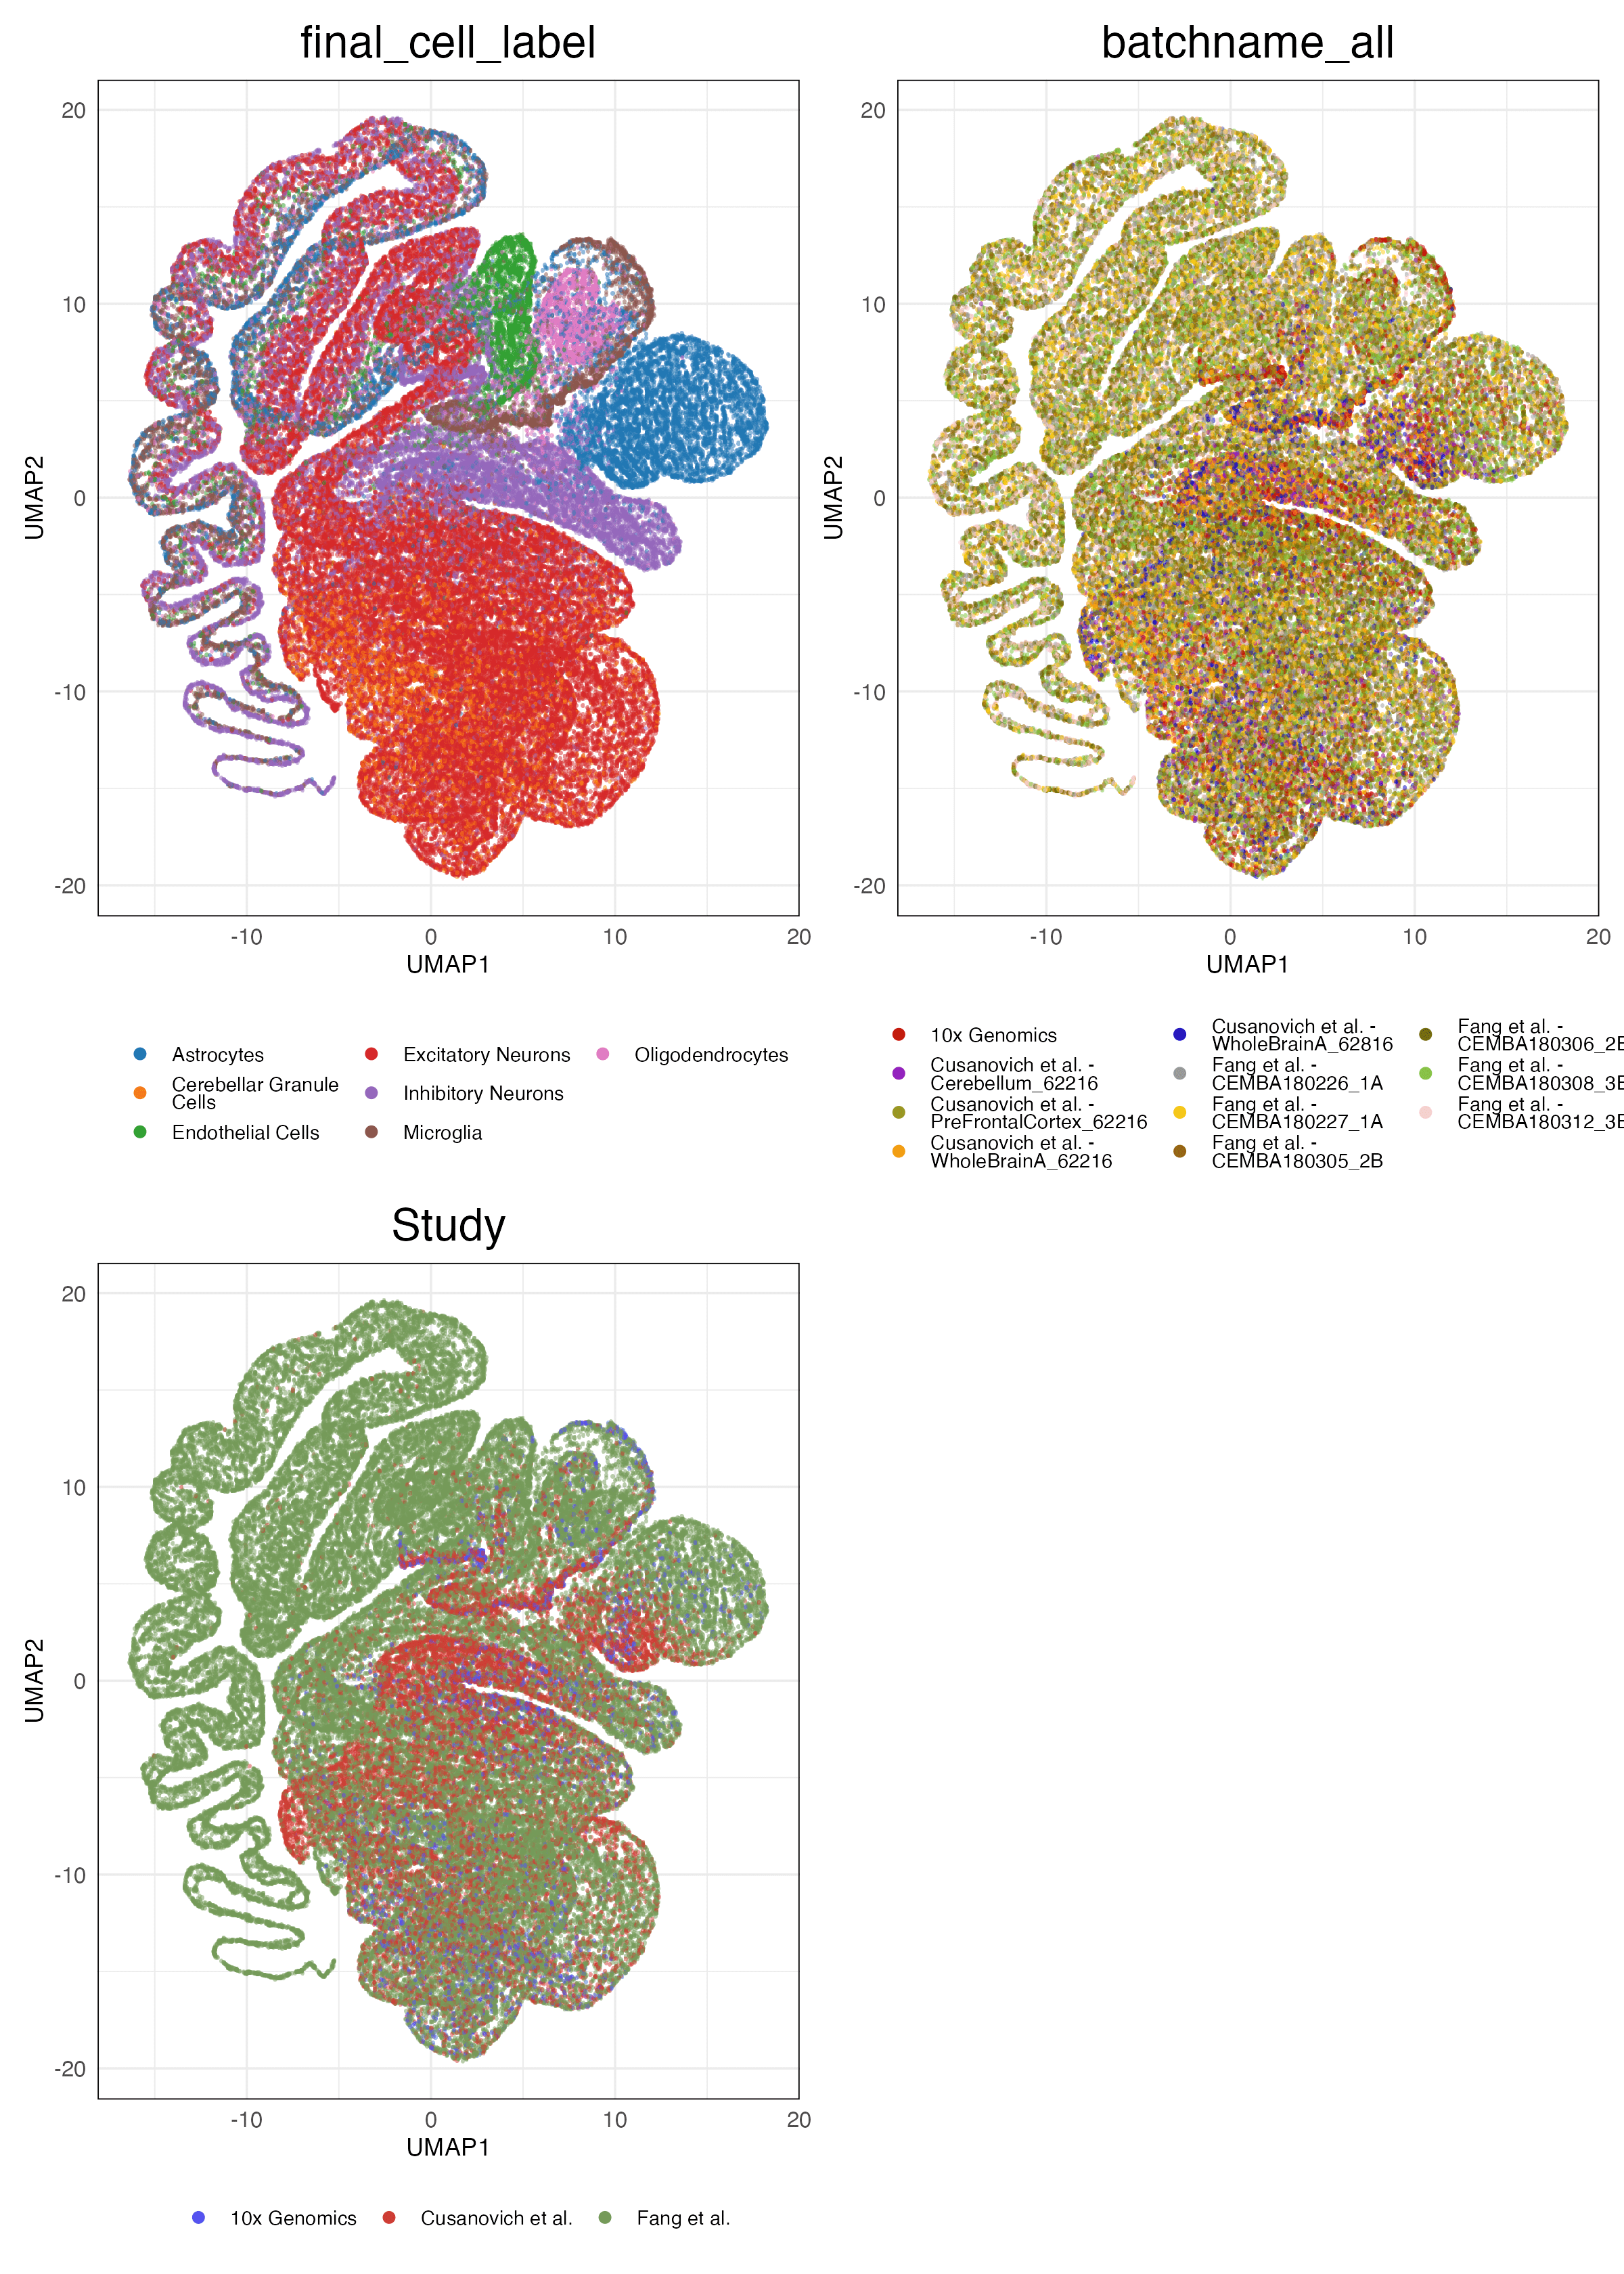 final_cell_label
batchname_all
20
10
0
-10
-20
UMAP2
-10
0
10
20
UMAP1
20
10
0
-10
-20
UMAP2
-10
0
10
20
UMAP1
Astrocytes
Cerebellar Granule
Cells
Endothelial Cells
Excitatory Neurons
Inhibitory Neurons
Microglia
Oligodendrocytes
10x Genomics
Cusanovich et al. -
Cerebellum_62216
Cusanovich et al. -
PreFrontalCortex_62216
Cusanovich et al. -
WholeBrainA_62216
Cusanovich et al. -
WholeBrainA_62816
Fang et al. -
CEMBA180226_1A
Fang et al. -
CEMBA180227_1A
Fang et al. -
CEMBA180305_2B
Fang et al. -
CEMBA180306_2
Fang et al. -
CEMBA180308_3
Fang et al. -
CEMBA180312_3
Study
20
10
0
-10
-20
UMAP2
-10
0
10
20
UMAP1
10x Genomics
Cusanovich et al.
Fang et al.